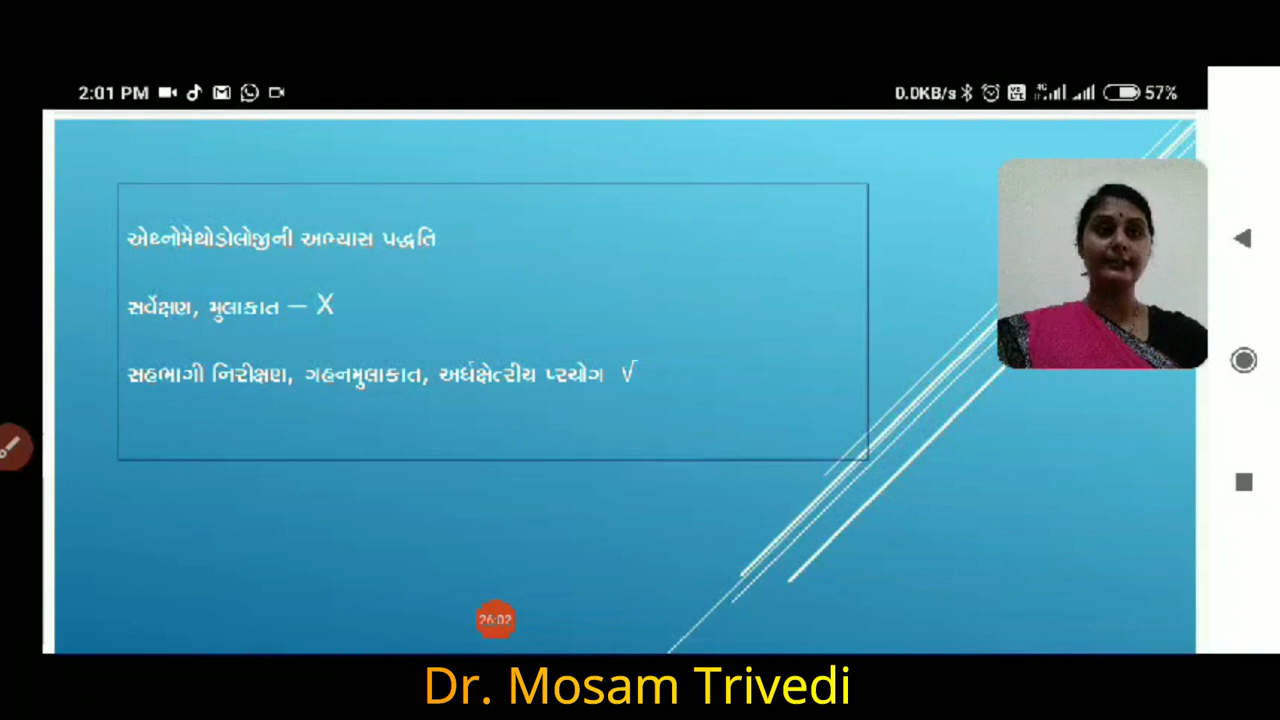 2:01 PM
0.0KB/s 4G 57%
એથ્નોમેથોડોલોજીની અભ્યાસ પદ્ધતિ
સર્વેક્ષણ, મુલાકાત – X
સહભાગી નિરીક્ષણ, ગહનમુલાકાત, અર્ધક્ષેત્રીય પ્રયોગ √
26:02
Dr. Mosam Trivedi